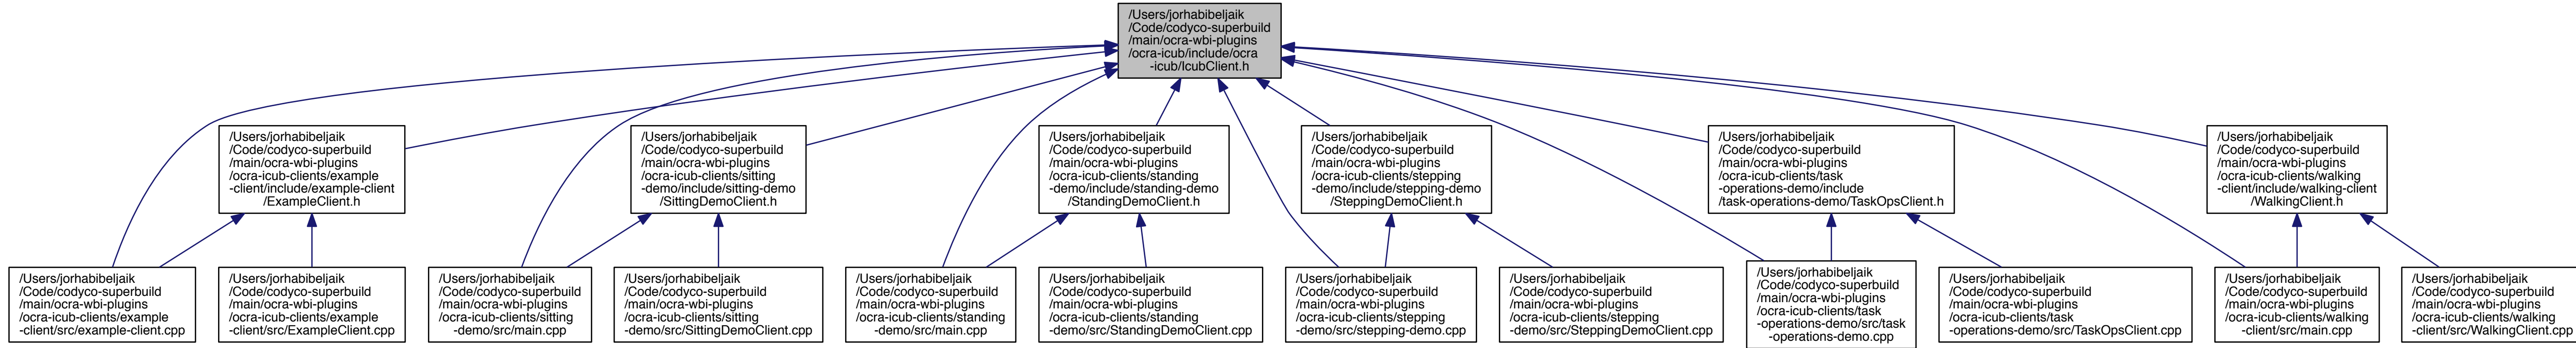 /Users/jorhabibeljaik
/Code/codyco-superbuild
/main/ocra-wbi-plugins
/ocra-icub/include/ocra
-icub/IcubClient.h
/Users/jorhabibeljaik
/Code/codyco-superbuild
/main/ocra-wbi-plugins
/ocra-icub-clients/example
-client/include/example-client
/ExampleClient.h
/Users/jorhabibeljaik
/Code/codyco-superbuild
/main/ocra-wbi-plugins
/ocra-icub-clients/sitting
-demo/include/sitting-demo
/SittingDemoClient.h
/Users/jorhabibeljaik
/Code/codyco-superbuild
/main/ocra-wbi-plugins
/ocra-icub-clients/standing
-demo/include/standing-demo
/StandingDemoClient.h
/Users/jorhabibeljaik
/Code/codyco-superbuild
/main/ocra-wbi-plugins
/ocra-icub-clients/stepping
-demo/include/stepping-demo
/SteppingDemoClient.h
/Users/jorhabibeljaik
/Code/codyco-superbuild
/main/ocra-wbi-plugins
/ocra-icub-clients/task
-operations-demo/include
/task-operations-demo/TaskOpsClient.h
/Users/jorhabibeljaik
/Code/codyco-superbuild
/main/ocra-wbi-plugins
/ocra-icub-clients/walking
-client/include/walking-client
/WalkingClient.h
/Users/jorhabibeljaik
/Code/codyco-superbuild
/main/ocra-wbi-plugins
/ocra-icub-clients/example
-client/src/example-client.cpp
/Users/jorhabibeljaik
/Code/codyco-superbuild
/main/ocra-wbi-plugins
/ocra-icub-clients/example
-client/src/ExampleClient.cpp
/Users/jorhabibeljaik
/Code/codyco-superbuild
/main/ocra-wbi-plugins
/ocra-icub-clients/sitting
-demo/src/main.cpp
/Users/jorhabibeljaik
/Code/codyco-superbuild
/main/ocra-wbi-plugins
/ocra-icub-clients/sitting
-demo/src/SittingDemoClient.cpp
/Users/jorhabibeljaik
/Code/codyco-superbuild
/main/ocra-wbi-plugins
/ocra-icub-clients/standing
-demo/src/main.cpp
/Users/jorhabibeljaik
/Code/codyco-superbuild
/main/ocra-wbi-plugins
/ocra-icub-clients/standing
-demo/src/StandingDemoClient.cpp
/Users/jorhabibeljaik
/Code/codyco-superbuild
/main/ocra-wbi-plugins
/ocra-icub-clients/stepping
-demo/src/stepping-demo.cpp
/Users/jorhabibeljaik
/Code/codyco-superbuild
/main/ocra-wbi-plugins
/ocra-icub-clients/stepping
-demo/src/SteppingDemoClient.cpp
/Users/jorhabibeljaik
/Code/codyco-superbuild
/main/ocra-wbi-plugins
/ocra-icub-clients/task
-operations-demo/src/task
-operations-demo.cpp
/Users/jorhabibeljaik
/Code/codyco-superbuild
/main/ocra-wbi-plugins
/ocra-icub-clients/task
-operations-demo/src/TaskOpsClient.cpp
/Users/jorhabibeljaik
/Code/codyco-superbuild
/main/ocra-wbi-plugins
/ocra-icub-clients/walking
-client/src/main.cpp
/Users/jorhabibeljaik
/Code/codyco-superbuild
/main/ocra-wbi-plugins
/ocra-icub-clients/walking
-client/src/WalkingClient.cpp